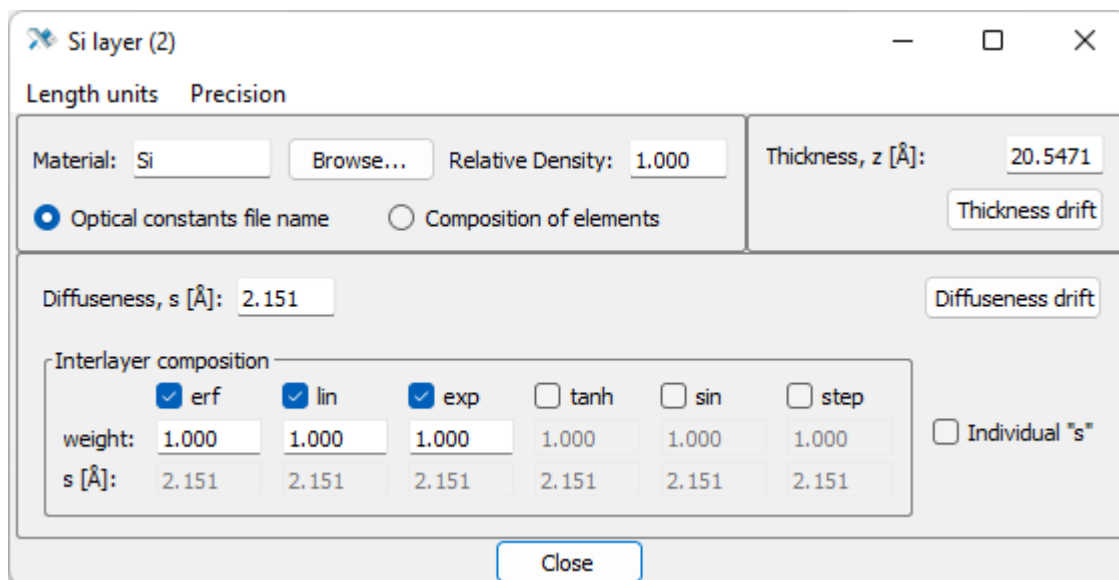 Si layer (2)
Length units Precision
Material: Si Browse... Relative Density: 1.000 Thickness, z [Å]: 20.5471
Optical constants file name Composition of elements Thickness drift
Diffuseness, s [Å]: 2.151 Diffuseness drift
Interlayer composition
erf lin exp tanh sin step
weight: 1.000 1.000 1.000 1.000 1.000 1.000 Individual "s"
s [Å]: 2.151 2.151 2.151 2.151 2.151 2.151
Close